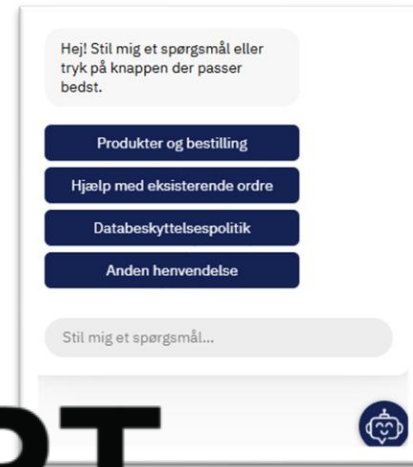 Hej! Stil mig et spørgsmål eller
tryk på knappen der passer
bedst.
Produkter og bestilling
Hjælp med eksisterende ordre
Databeskyttelsespolitik
Anden henvendelse
Stil mig et spørgsmål...